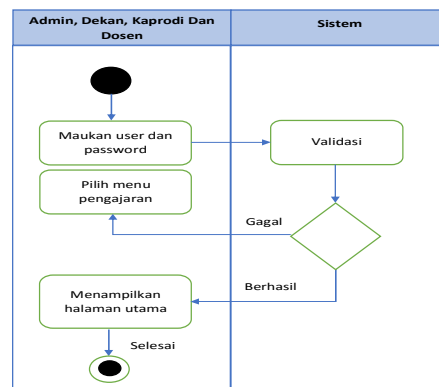 Admin, Dekan, Kaprodi Dan
Dosen
Sistem
Maukan user dan
password
Validasi
Pilih menu
pengajaran
Gagal
Menampilkan
halaman utama
Berhasil
Selesai